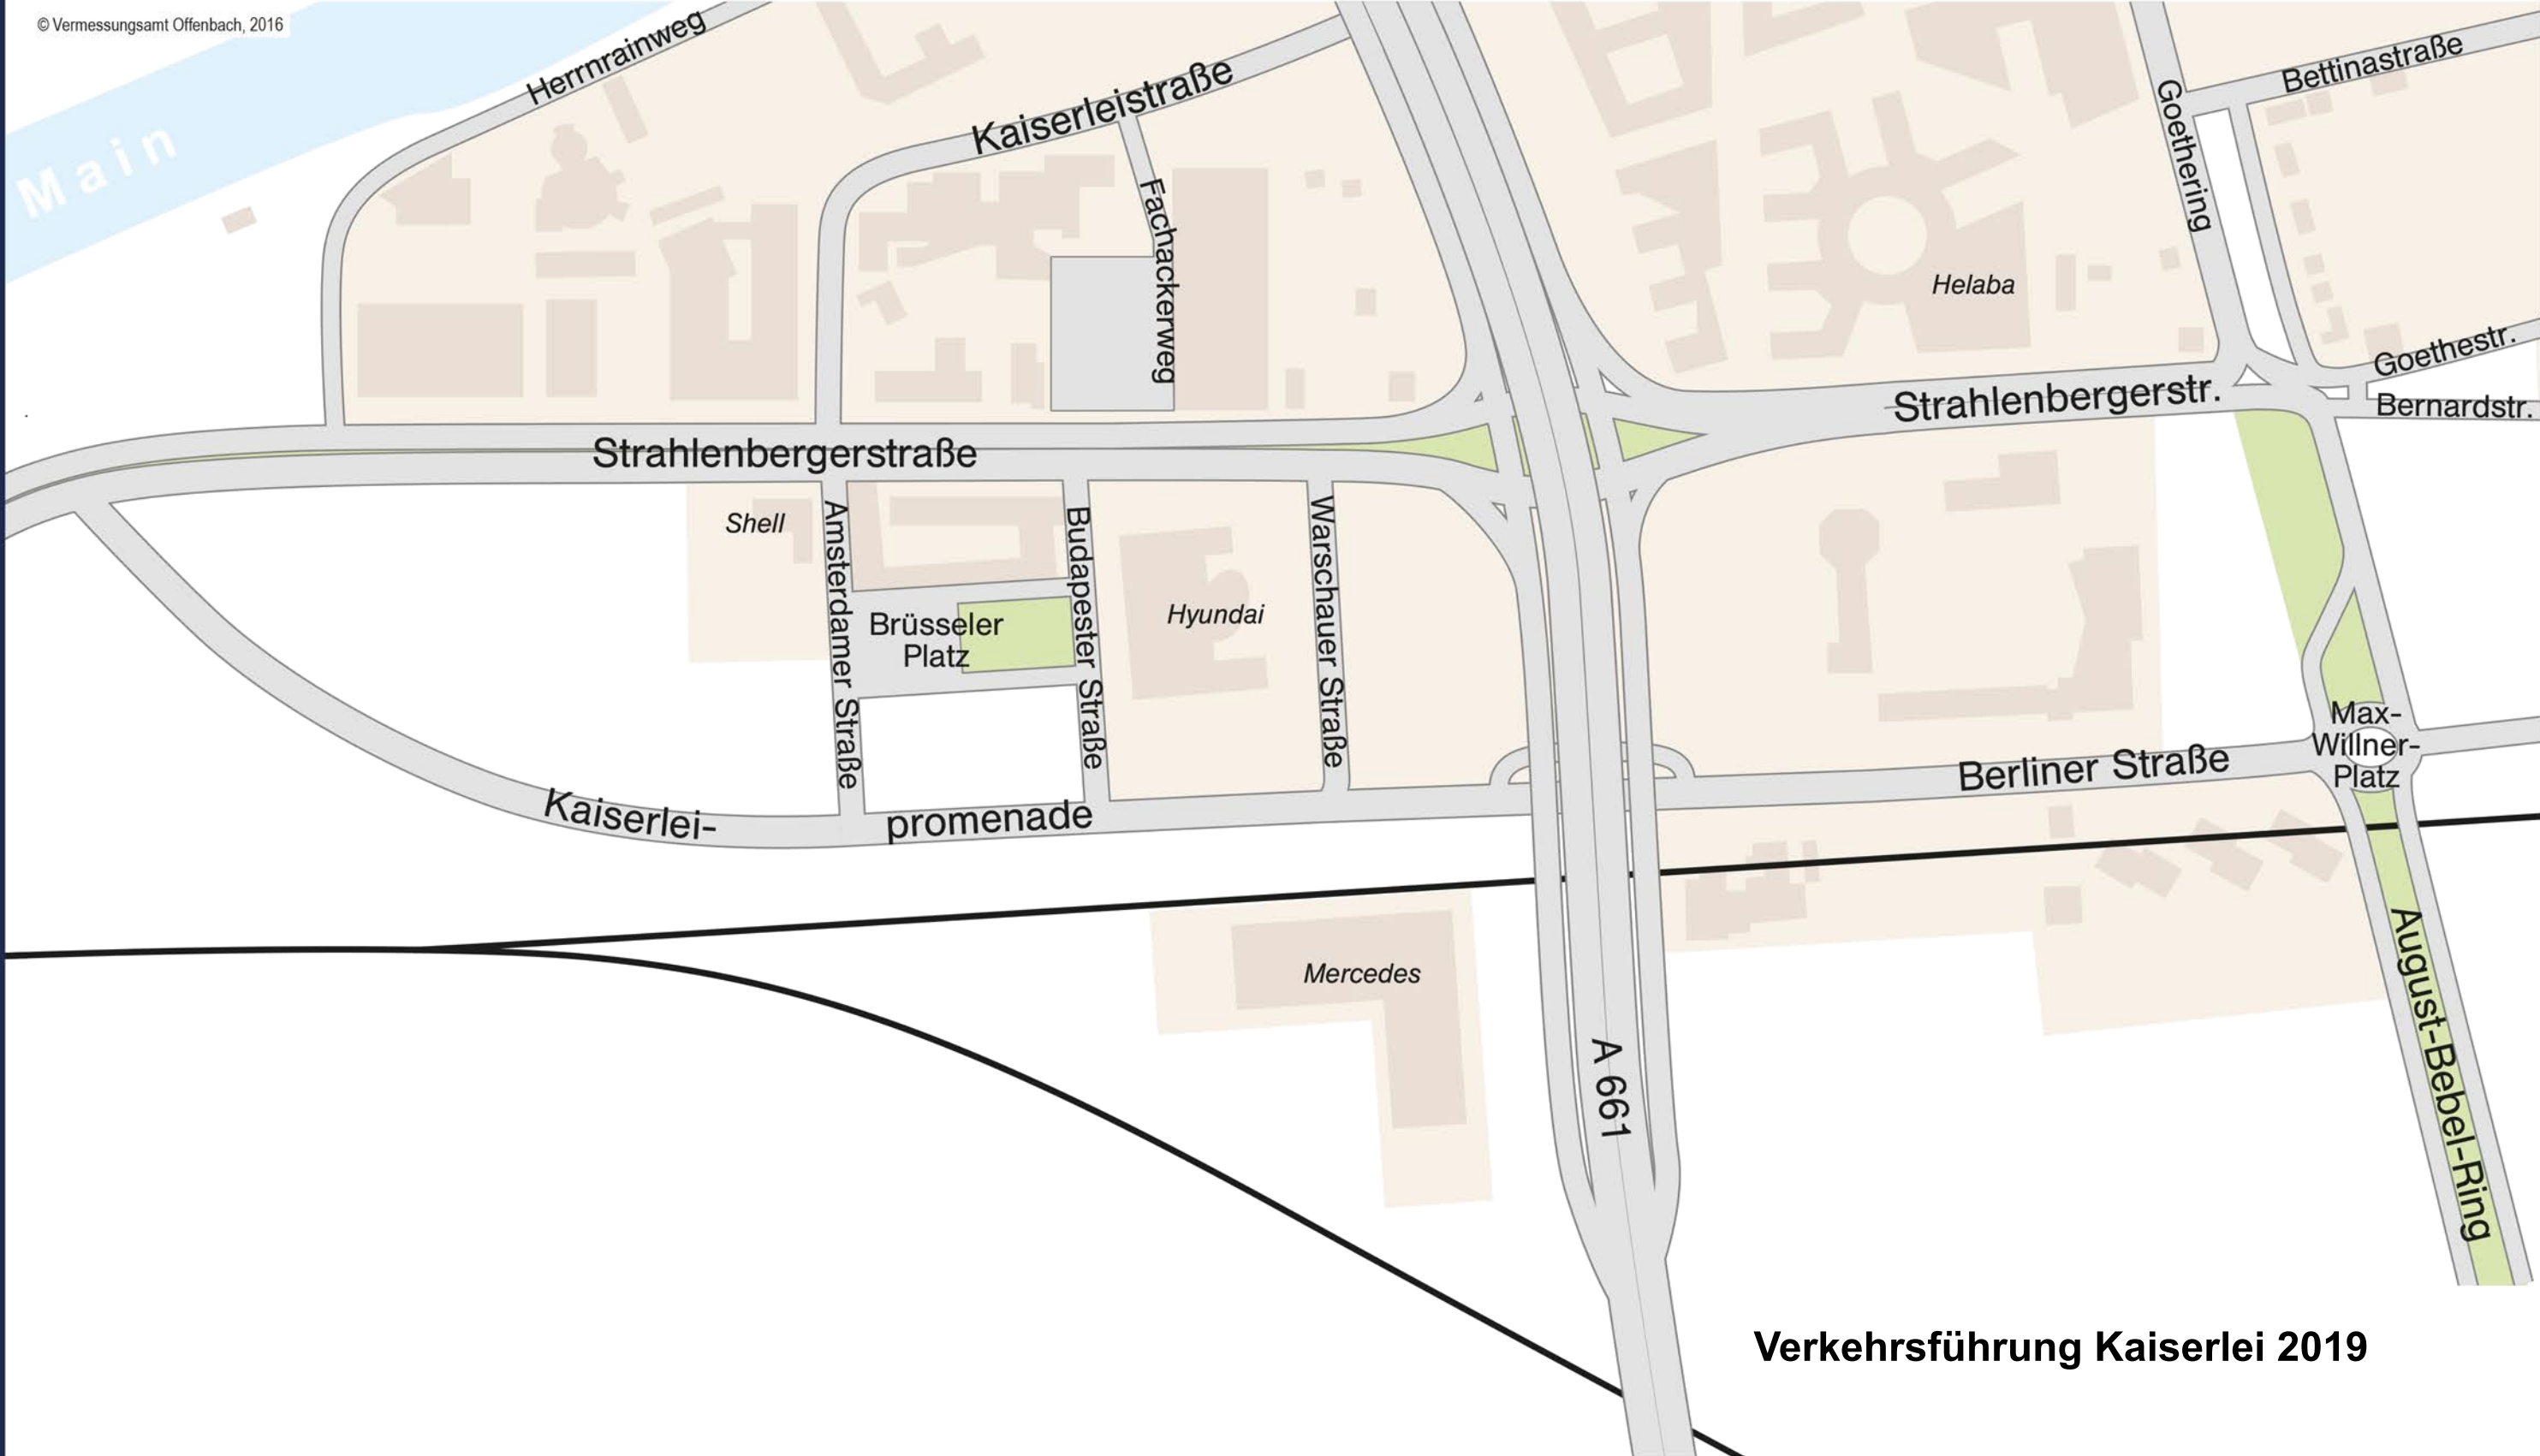 © Vermessungsamt Offenbach, 2016
Herrnrainweg
Main
Kaiserleistraße
Fachackerweg
Goethering
Bettinastraße
Helaba
Goethestr.
Strahlenbergerstr.
Bernardstr.
Strahlenbergerstraße
Shell
Amsterdamer Straße
Budapester Straße
Warschauer Straße
Brüsseler
Platz
Hyundai
Max-
Willner-
Platz
Berliner Straße
Kaiserlei-
promenade
Mercedes
A 661
August-Bebel-Ring
Verkehrsführung Kaiserlei 2019